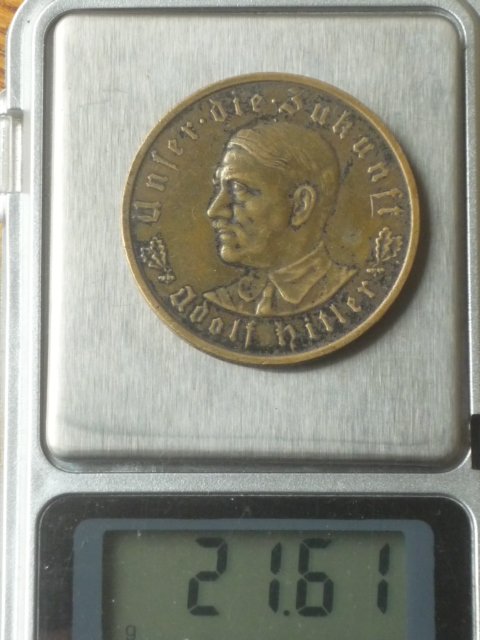 Unser · die · Zukunft
Adolf Hitler
21.61
g